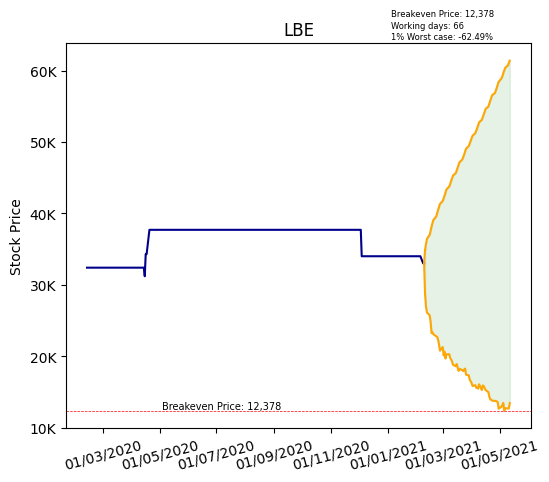 Breakeven Price: 12,378
Working days: 66
1% Worst case: -62.49%
LBE
Stock Price
60K
50K
40K
30K
20K
10K
Breakeven Price: 12,378
01/03/2020
01/05/2020
01/07/2020
01/09/2020
01/11/2020
01/01/2021
01/03/2021
01/05/2021